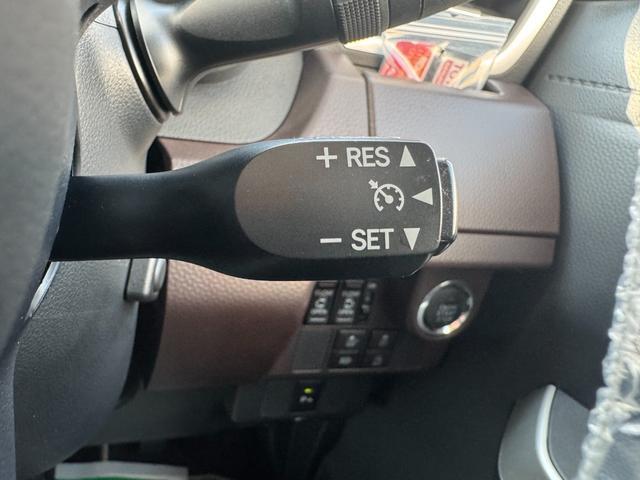 + RES
− SET